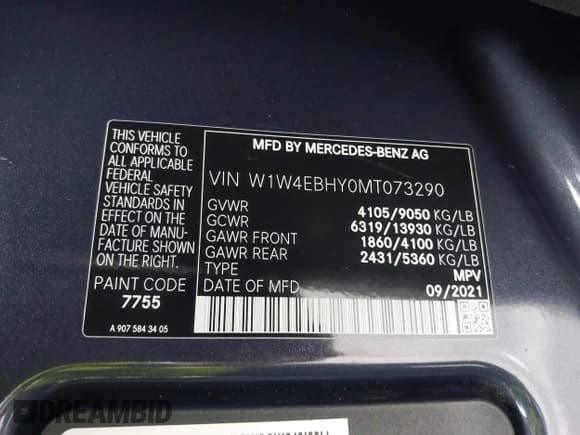 THIS VEHICLE
CONFORMS TO
ALL APPLICABLE
FEDERAL
VEHICLE SAFETY
STANDARDS IN
EFFECT ON THE
DATE OF MANU-
FACTURE SHOWN
ON THE RIGHT.
PAINT CODE
7755
A 907 584 34 05
MFD BY MERCEDES-BENZ AG
VIN W1W4EBHY0MT073290
GVWR 4105/9050 KG/LB
GCWR 6319/13930 KG/LB
GAWR FRONT 1860/4100 KG/LB
GAWR REAR 2431/5360 KG/LB
TYPE MPV
DATE OF MFD 09/2021
DREAMBID